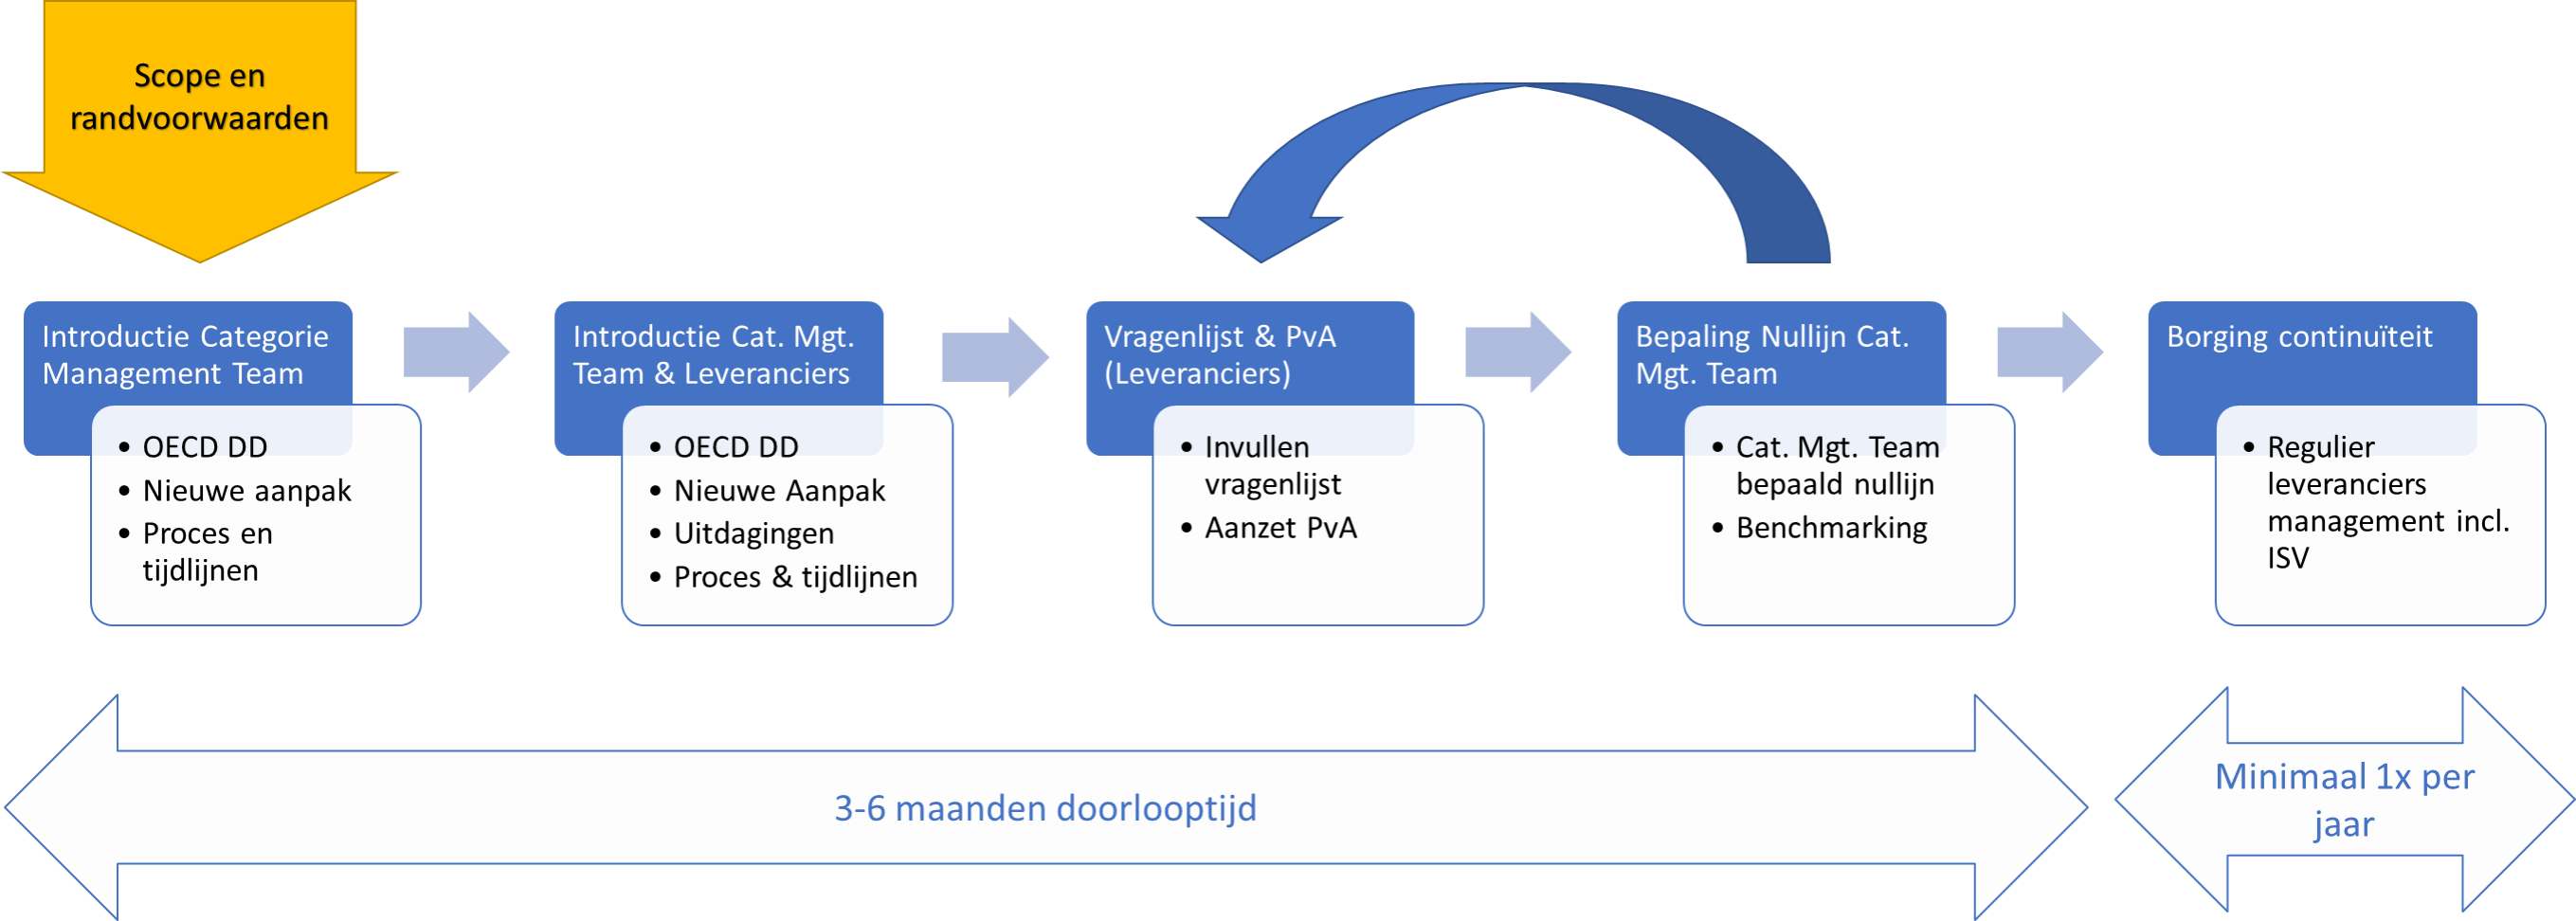 Scope en
randvoorwaarden
Introductie Categorie
Management Team
• OECD DD
• Nieuwe aanpak
• Proces en
tijdlijnen
Introductie Cat. Mgt.
Team & Leveranciers
• OECD DD
• Nieuwe Aanpak
• Uitdagingen
• Proces & tijdlijnen
Vragenlijst & PvA
(Leveranciers)
• Invullen
vragenlijst
• Aanzet PvA
Bepaling Nullijn Cat.
Mgt. Team
• Cat. Mgt. Team
bepaald nullijn
• Benchmarking
Borging continuïteit
• Regulier
leveranciers
management incl.
ISV
3-6 maanden doorlooptijd
Minimaal 1x per
jaar